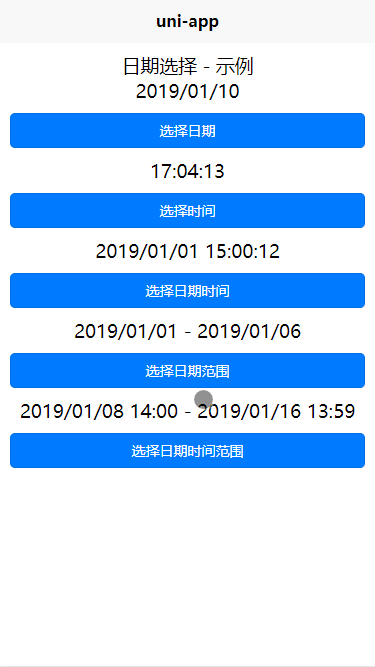 uni-app
日期选择 - 示例
2019/01/10
选择日期
17:04:13
选择时间
2019/01/01 15:00:12
选择日期时间
2019/01/01 - 2019/01/06
选择日期范围
2019/01/08 14:00 - 2019/01/16 13:59
选择日期时间范围